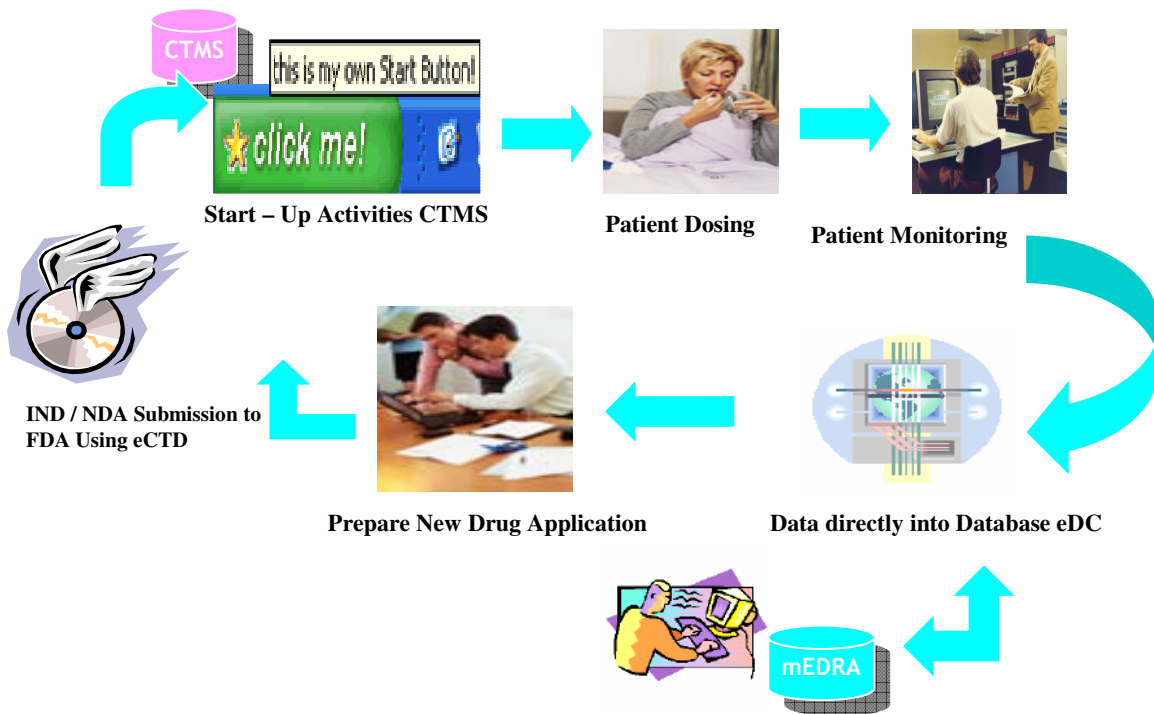 CTMS
this is my own Start Button!
click me!
Start – Up Activities CTMS
Patient Dosing
Patient Monitoring
IND / NDA Submission to
FDA Using eCTD
Prepare New Drug Application
Data directly into Database eDC
mEDRA